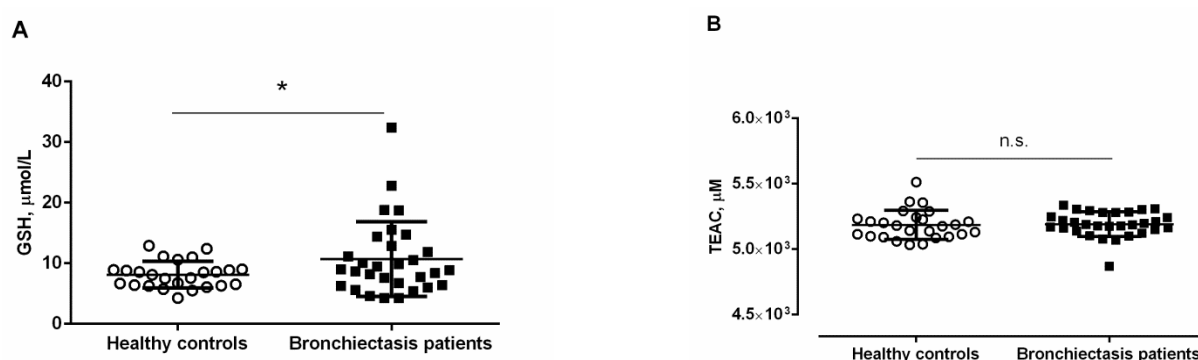 A
GSH, μmol/L
40
30
20
10
0
*
Healthy controls
Bronchiectasis patients
B
TEAC, μM
6.0×10³
5.5×10³
5.0×10³
4.5×10³
n.s.
Healthy controls
Bronchiectasis patients